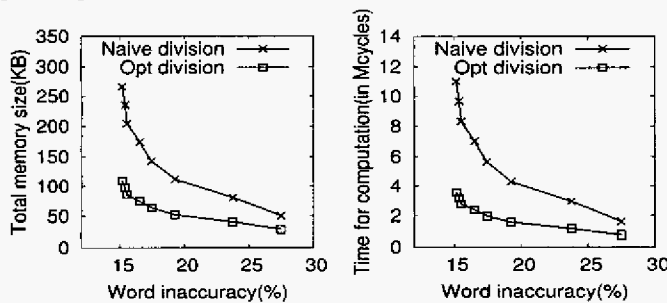 Total memory size(KB)
350
300
250
200
150
100
50
0
Naive division
Opt division
15 20 25 30
Word inaccuracy(%)
Time for computation(in Mcycles)
14
12
10
8
6
4
2
0
Naive division
Opt division
15 20 25 30
Word inaccuracy(%)